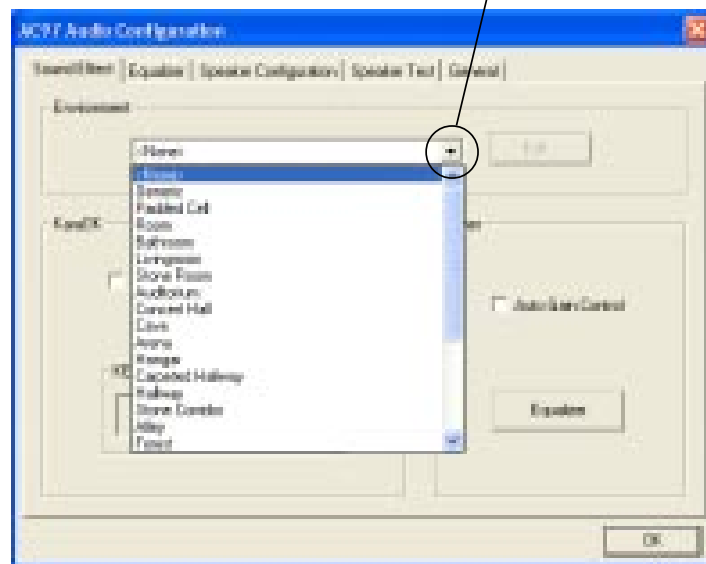 AC97 Audio Configuration
Sound Effect Equalizer Speaker Configuration Speaker Test General
Environment
<None>
Edit
<None>
Generic
Padded Cell
Room
Bathroom
Livingroom
Stone Room
Auditorium
Concert Hall
Cave
Arena
Hangar
Carpeted Hallway
Hallway
Stone Corridor
Alley
Forest
KaraOK
Auto Gain Control
Equalizer
OK